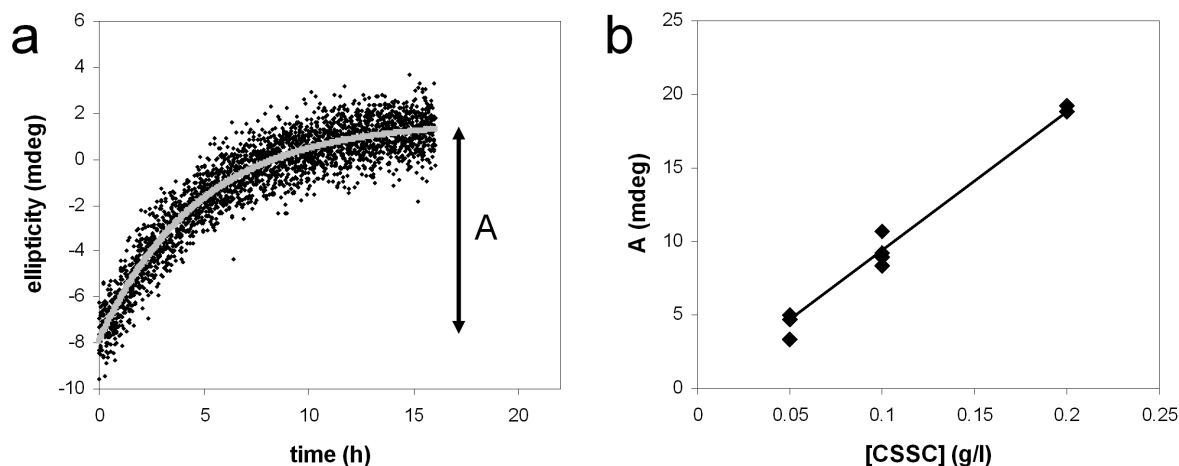 a
6
4
2
0
-2
-4
-6
-8
-10
ellipticity (mdeg)
A
0 5 10 15 20
time (h)
b
25
20
15
10
5
0
A (mdeg)
0 0.05 0.1 0.15 0.2 0.25
[CSSC] (g/l)